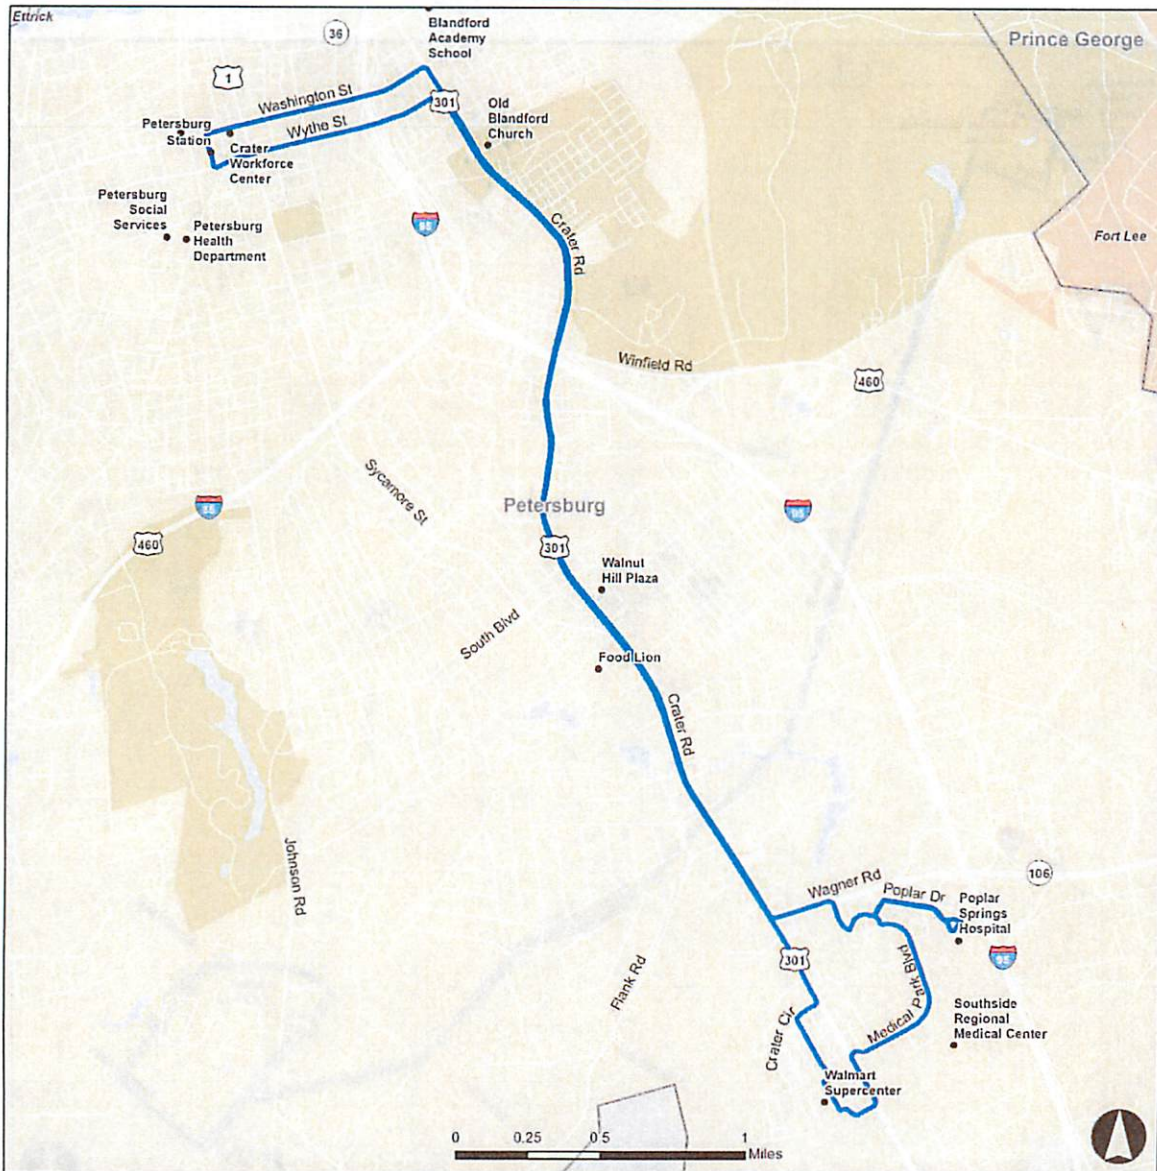 Ettrick
36
Blandford
Academy
School
Prince George
1
Washington St
301
Old
Blandford
Church
Wythe St
Petersburg
Station
Crater
Workforce
Center
Petersburg
Social
Services
Petersburg
Health
Department
95
Crater Rd
Fort Lee
Winfield Rd
460
Sycamore St
85
Petersburg
95
460
301
Walnut
Hill Plaza
South Blvd
Food Lion
Crater Rd
Johnson Rd
Wagner Rd
Poplar Dr
106
Poplar
Springs
Hospital
301
95
Flank Rd
Medical Park Blvd
Southside
Regional
Medical Center
Crater Cir
Walmart
Supercenter
0 0.25 0.5 1
Miles